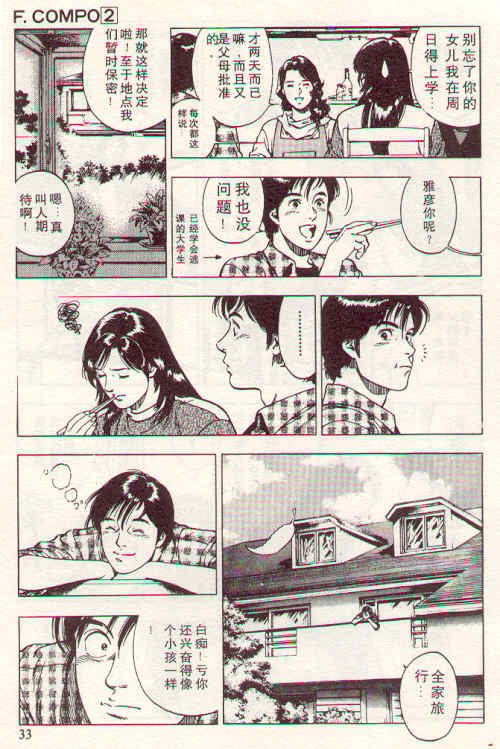 F. COMPO 2
别忘了你的
女儿我在周
日得上学…
才两天而已
嘛，而且又
是父母批准
的。
每次都这
样说
那就这样决定
啦！至于地点我
们暂时保密！
嗯…真
叫人期
待啊！
雅彦你呢？
我也没
问题！
已经学会逃
课的大学生
………
全家旅
行…
白痴！亏你
还兴奋得像
个小孩一样
！
33